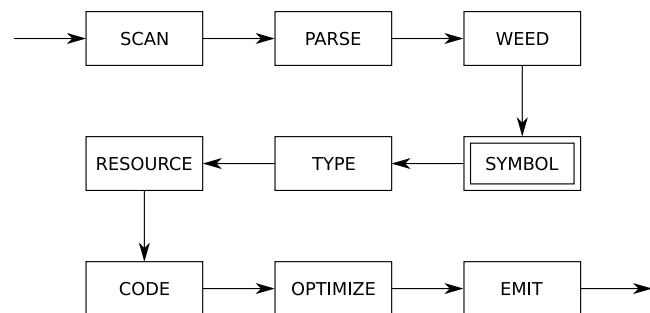 SCAN
PARSE
WEED
RESOURCE
TYPE
SYMBOL
CODE
OPTIMIZE
EMIT